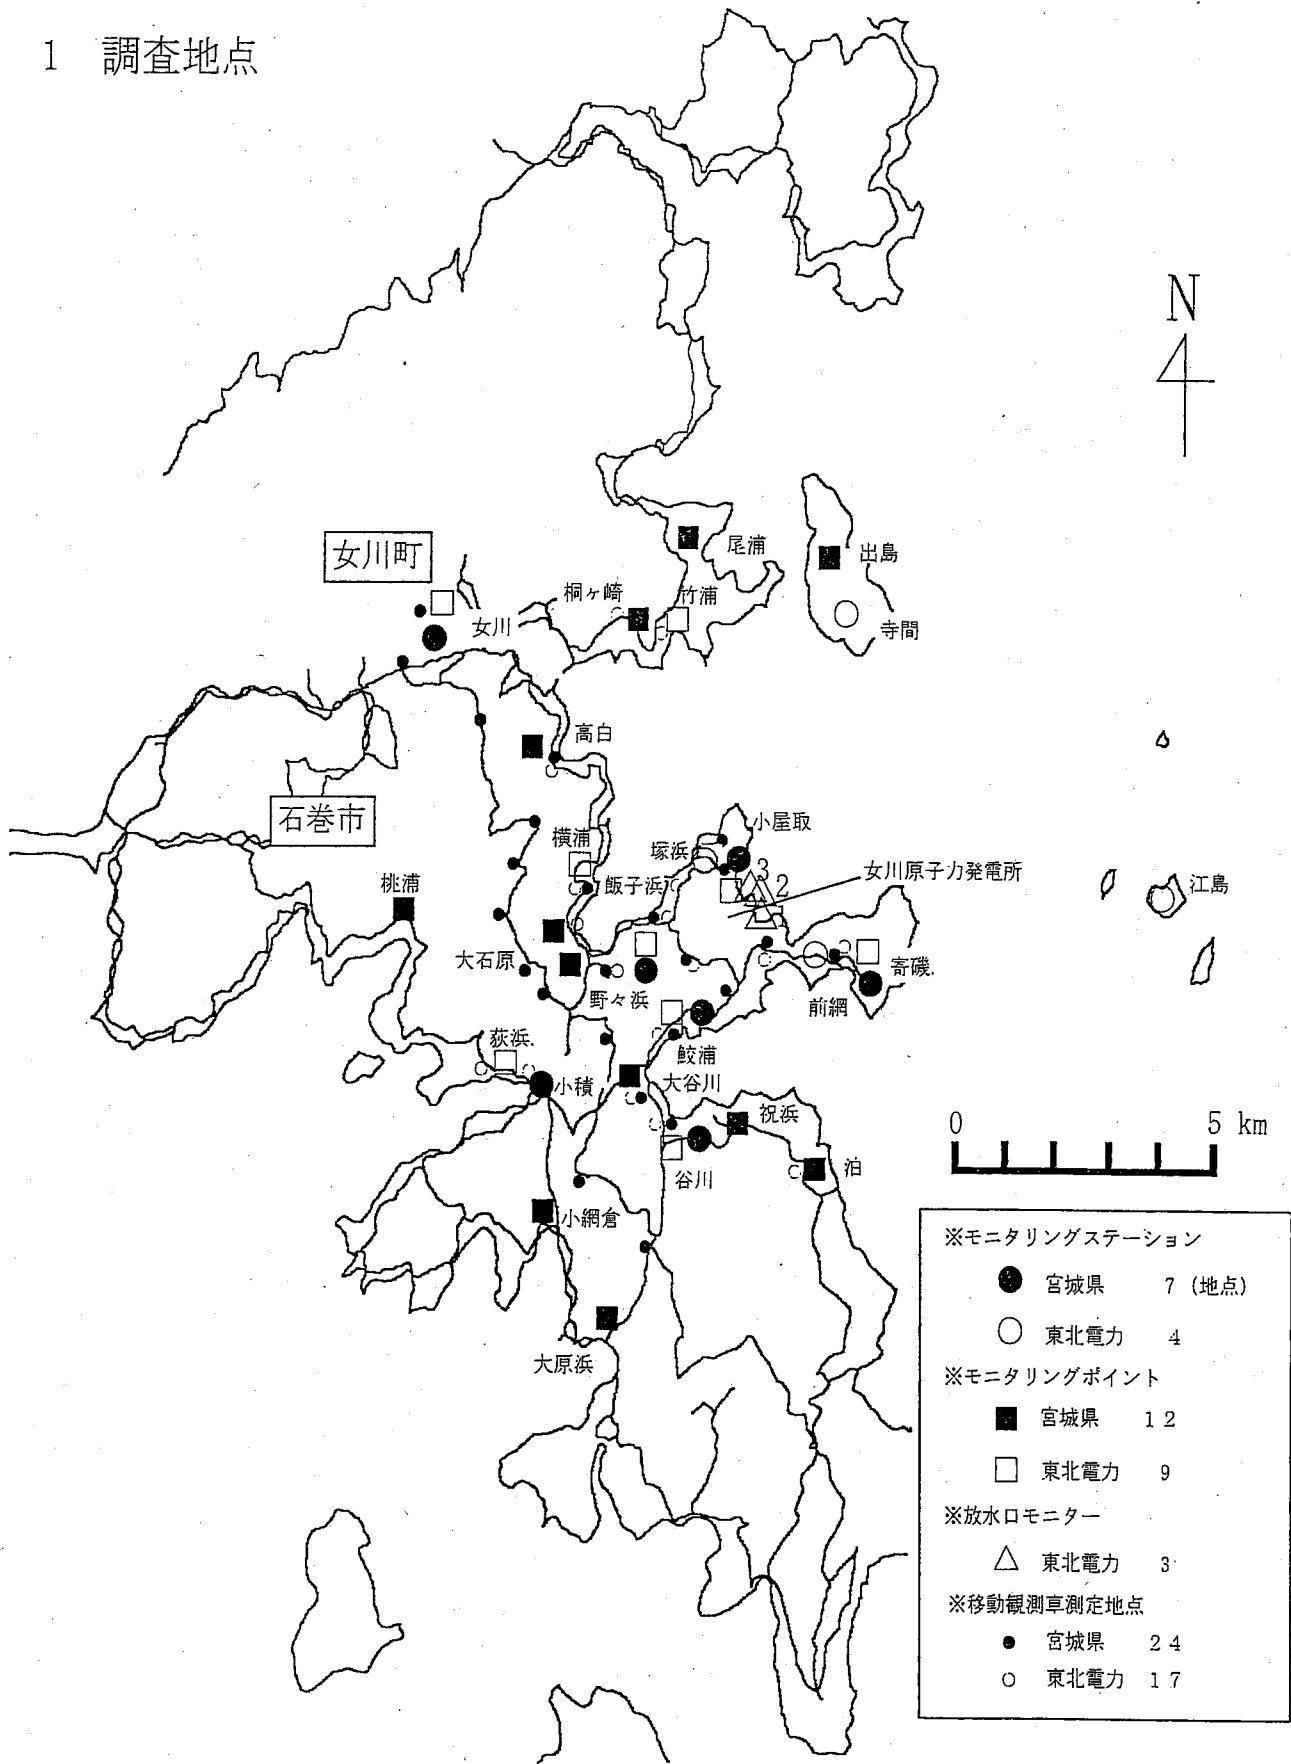 1 調査地点
N
女川町
尾浦
出島
桐ヶ崎
竹浦
女川
寺間
高白
石巻市
小屋取
横浦
塚浜
3
2
1
女川原子力発電所
桃浦
飯子浜
江島
大石原
寄磯.
野々浜
前網
鮫浦
荻浜.
小積
大谷川
祝浜
0 5 km
谷川
泊
小網倉
大原浜
※モニタリングステーション
宮城県 7 (地点)
東北電力 4
※モニタリングポイント
宮城県 12
東北電力 9
※放水口モニター
東北電力 3
※移動観測車測定地点
宮城県 24
東北電力 17